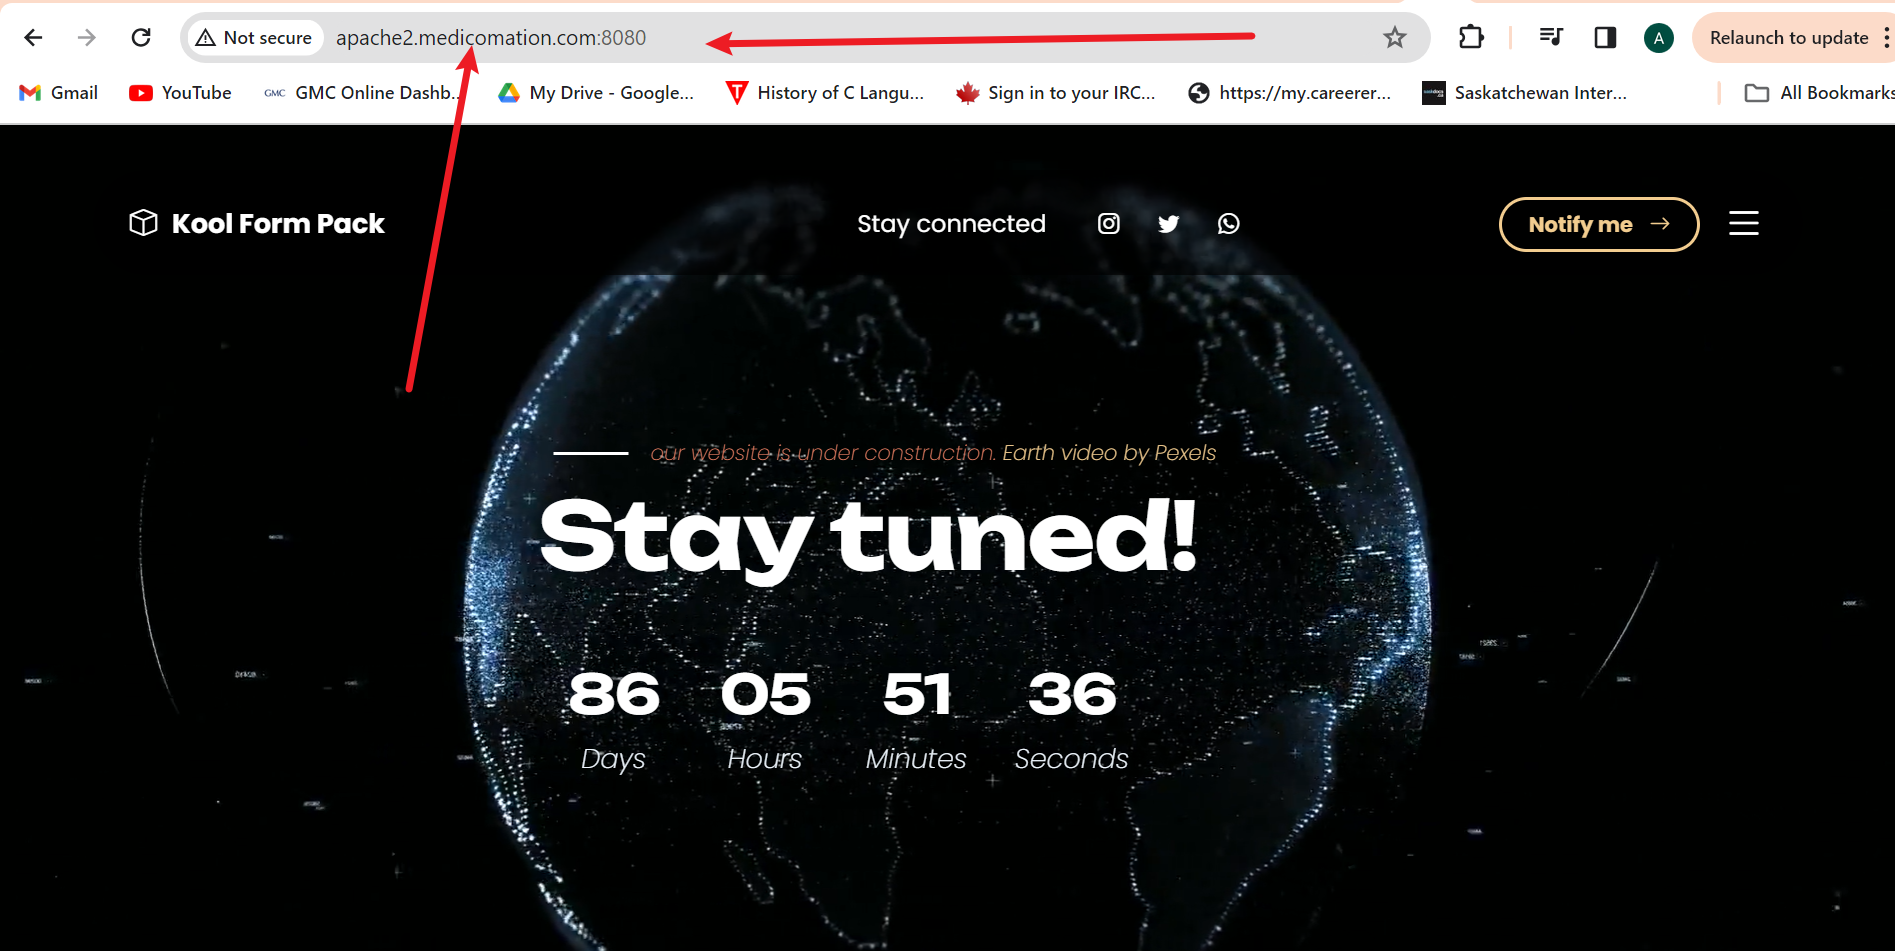 Not secure apache2.medicomation.com:8080 A Relaunch to update
Gmail YouTube GMC GMC Online Dashb... My Drive - Google... History of C Langu... Sign in to your IRC... https://my.careerer... Saskatchewan Inter... All Bookmarks
Kool Form Pack Stay connected Notify me
our website is under construction. Earth video by Pexels
Stay tuned!
86 05 51 36
Days Hours Minutes Seconds